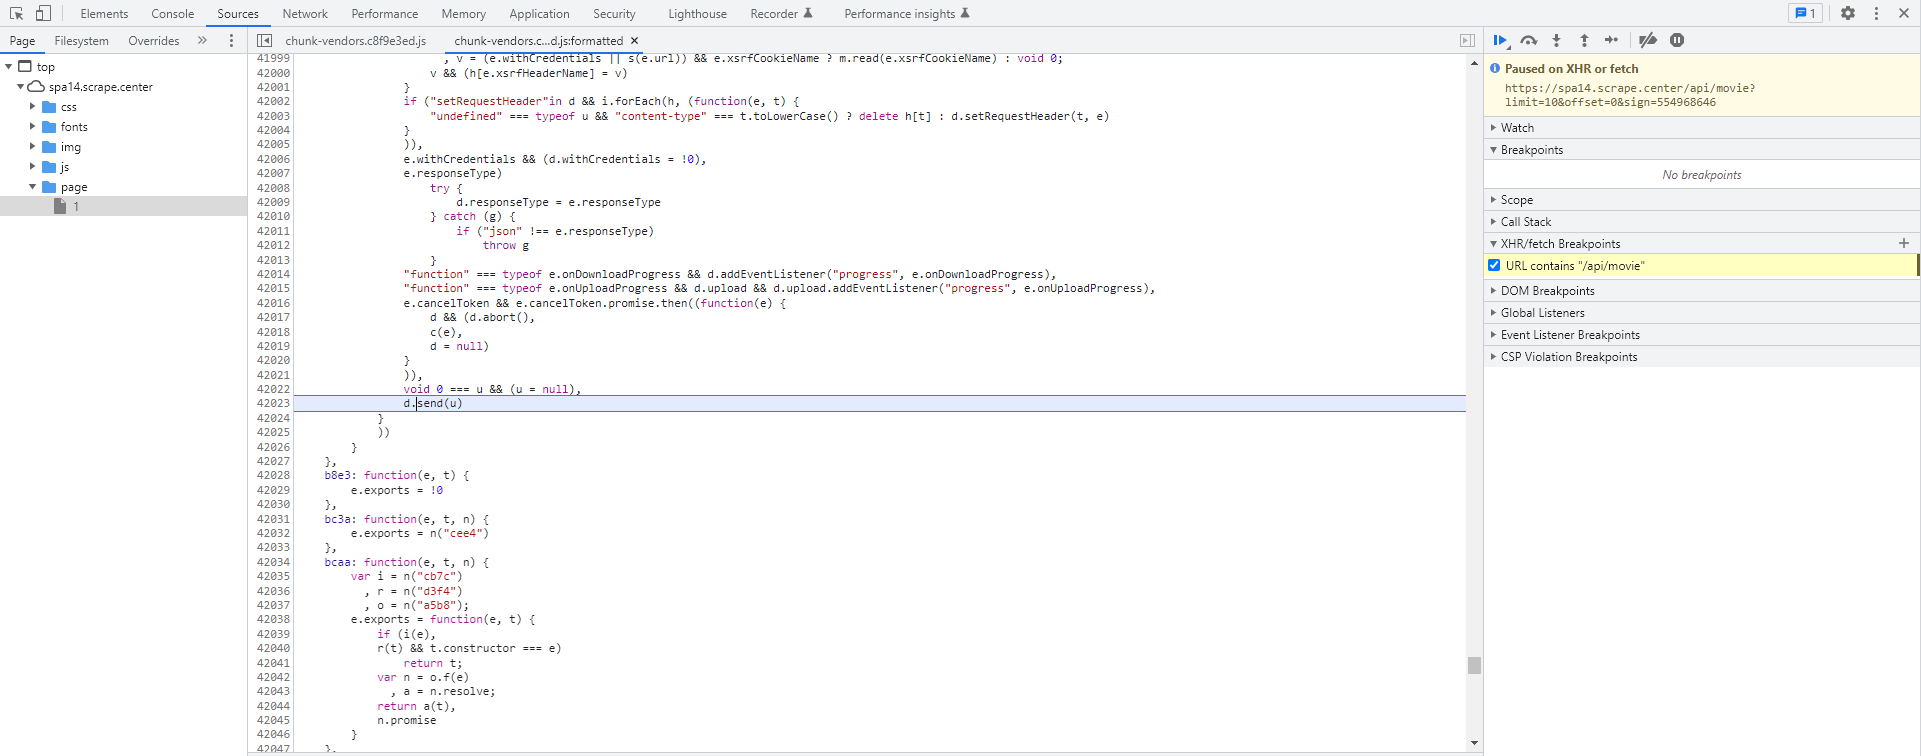 Elements Console Sources Network Performance Memory Application Security Lighthouse Recorder Performance insights 1
Page Filesystem Overrides » chunk-vendors.c8f9e3ed.js chunk-vendors.c...d.js:formatted ×
top
spa14.scrape.center
css
fonts
img
js
page
1
41999 , v = (e.withCredentials || s(e.url)) && e.xsrfCookieName ? m.read(e.xsrfCookieName) : void 0;
42000 v && (h[e.xsrfHeaderName] = v)
42001 }
42002 if ("setRequestHeader"in d && i.forEach(h, (function(e, t) {
42003 "undefined" === typeof u && "content-type" === t.toLowerCase() ? delete h[t] : d.setRequestHeader(t, e)
42004 }
42005 )),
42006 e.withCredentials && (d.withCredentials = !0),
42007 e.responseType)
42008 try {
42009 d.responseType = e.responseType
42010 } catch (g) {
42011 if ("json" !== e.responseType)
42012 throw g
42013 }
42014 "function" === typeof e.onDownloadProgress && d.addEventListener("progress", e.onDownloadProgress),
42015 "function" === typeof e.onUploadProgress && d.upload && d.upload.addEventListener("progress", e.onUploadProgress),
42016 e.cancelToken && e.cancelToken.promise.then((function(e) {
42017 d && (d.abort(),
42018 c(e),
42019 d = null)
42020 }
42021 )),
42022 void 0 === u && (u = null),
42023 d.send(u)
42024 }
42025 ))
42026 }
42027 },
42028 b8e3: function(e, t) {
42029 e.exports = !0
42030 },
42031 bc3a: function(e, t, n) {
42032 e.exports = n("cee4")
42033 },
42034 bcaa: function(e, t, n) {
42035 var i = n("cb7c")
42036 , r = n("d3f4")
42037 , o = n("a5b8");
42038 e.exports = function(e, t) {
42039 if (i(e),
42040 r(t) && t.constructor === e)
42041 return t;
42042 var n = o.f(e)
42043 , a = n.resolve;
42044 return a(t),
42045 n.promise
42046 }
42047 },
Paused on XHR or fetch
https://spa14.scrape.center/api/movie?
limit=10&offset=0&sign=554968646
Watch
Breakpoints
No breakpoints
Scope
Call Stack
XHR/fetch Breakpoints
URL contains "/api/movie"
DOM Breakpoints
Global Listeners
Event Listener Breakpoints
CSP Violation Breakpoints